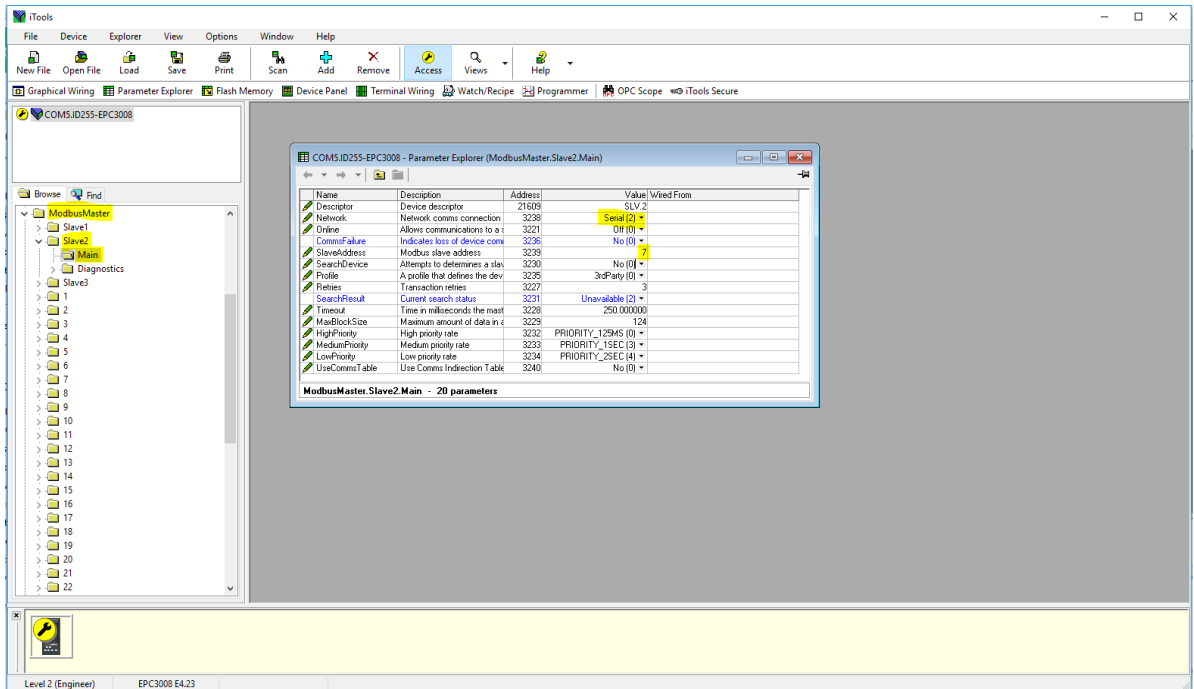 iTools
File Device Explorer View Options Window Help
New File Open File Load Save Print Scan Add Remove Access Views Help
Graphical Wiring Parameter Explorer Flash Memory Device Panel Terminal Wiring Watch/Recipe Programmer OPC Scope iTools Secure
COM5.ID255-EPC3008
COM5.ID255-EPC3008 - Parameter Explorer (ModbusMaster.Slave2.Main)
Browse Find
ModbusMaster
Slave1
Slave2
Main
Diagnostics
Slave3
1
2
3
4
5
6
7
8
9
10
11
12
13
14
15
16
17
18
19
20
21
22
Name Description Address Value Wired From
Descriptor Device descriptor 21609 SLV.2
Network Network comms connection 3238 Serial (2)
Online Allows communications to a s 3221 Off (0)
CommsFailure Indicates loss of device com 3236 No (0)
SlaveAddress Modbus slave address 3239 7
SearchDevice Attempts to determines a slav 3230 No (0)
Profile A profile that defines the dev 3235 3rdParty (0)
Retries Transaction retries 3227 3
SearchResult Current search status 3231 Unavailable (2)
Timeout Time in milliseconds the mast 3228 250.000000
MaxBlockSize Maximum amount of data in a 3229 124
HighPriority High priority rate 3232 PRIORITY_125MS (0)
MediumPriority Medium priority rate 3233 PRIORITY_1SEC (3)
LowPriority Low priority rate 3234 PRIORITY_2SEC (4)
UseCommsTable Use Comms Indirection Table 3240 No (0)
ModbusMaster.Slave2.Main - 20 parameters
Level 2 (Engineer) EPC3008 E4.23